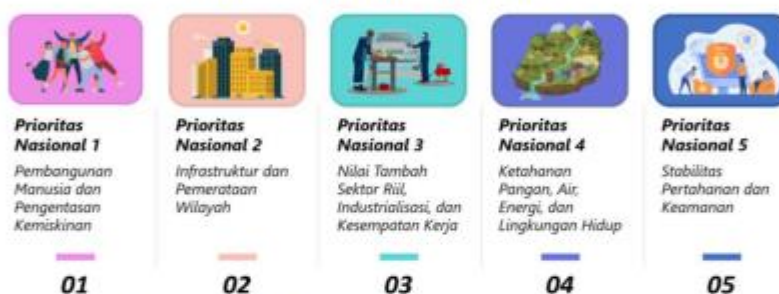 Prioritas
Nasional 1
Pembangunan
Manusia dan
Pengentasan
Kemiskinan
01
Prioritas
Nasional 2
Infrastruktur dan
Pemerataan
Wilayah
02
Prioritas
Nasional 3
Nilai Tambah
Sektor Riil,
Industrialisasi, dan
Kesempatan Kerja
03
Prioritas
Nasional 4
Ketahanan
Pangan, Air,
Energi, dan
Lingkungan Hidup
04
Prioritas
Nasional 5
Stabilitas
Pertahanan dan
Keamanan
05